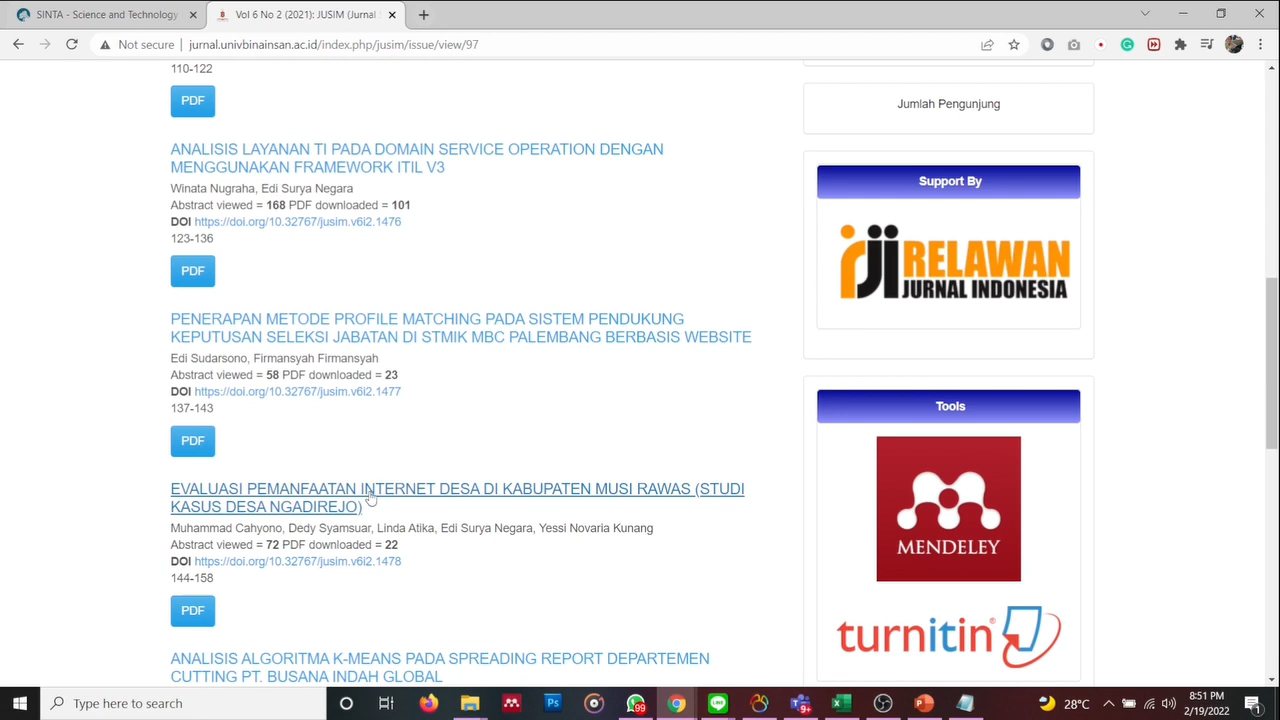 SINTA - Science and Technology
Vol 6 No 2 (2021): JUSIM (Jurnal
Not secure
jurnal.univbinainsan.ac.id/index.php/jusim/issue/view/97
110-122
PDF
ANALISIS LAYANAN TI PADA DOMAIN SERVICE OPERATION DENGAN
MENGGUNAKAN FRAMEWORK ITIL V3
Winata Nugraha, Edi Surya Negara
Abstract viewed = 168 PDF downloaded = 101
DOI https://doi.org/10.32767/jusim.v6i2.1476
123-136
PDF
PENERAPAN METODE PROFILE MATCHING PADA SISTEM PENDUKUNG
KEPUTUSAN SELEKSI JABATAN DI STMIK MBC PALEMBANG BERBASIS WEBSITE
Edi Sudarsono, Firmansyah Firmansyah
Abstract viewed = 58 PDF downloaded = 23
DOI https://doi.org/10.32767/jusim.v6i2.1477
137-143
PDF
EVALUASI PEMANFAATAN INTERNET DESA DI KABUPATEN MUSI RAWAS (STUDI
KASUS DESA NGADIREJO)
Muhammad Cahyono, Dedy Syamsuar, Linda Atika, Edi Surya Negara, Yessi Novaria Kunang
Abstract viewed = 72 PDF downloaded = 22
DOI https://doi.org/10.32767/jusim.v6i2.1478
144-158
PDF
ANALISIS ALGORITMA K-MEANS PADA SPREADING REPORT DEPARTEMEN
CUTTING PT. BUSANA INDAH GLOBAL
Jumlah Pengunjung
Support By
rji RELAWAN
JURNAL INDONESIA
Tools
MENDELEY
turnitin
Type here to search
99
9+
28°C
8:51 PM
2/19/2022
1